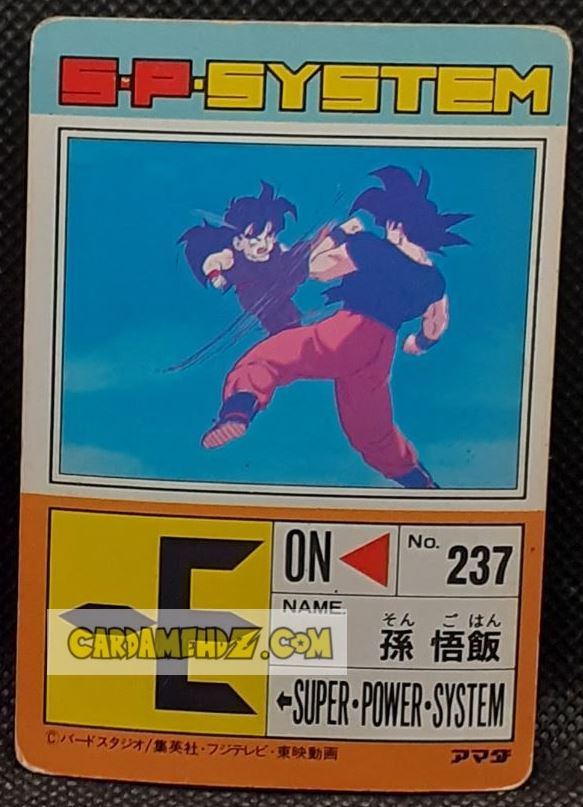 S·P·SYSTEM
ON
No. 237
NAME.
そん ごはん
孫 悟飯
←SUPER·POWER·SYSTEM
CARDAMEHDZ.COM
©バードスタジオ/集英社・フジテレビ・東映動画
アマダ